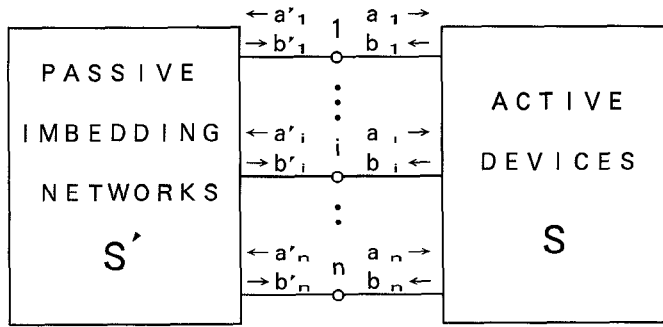 ← a'₁ 1 a₁ →
→ b'₁ b₁ ←
PASSIVE
IMBEDDING
NETWORKS
S'
← a'ᵢ i aᵢ →
→ b'ᵢ bᵢ ←
← a'ₙ n aₙ →
→ b'ₙ bₙ ←
ACTIVE
DEVICES
S